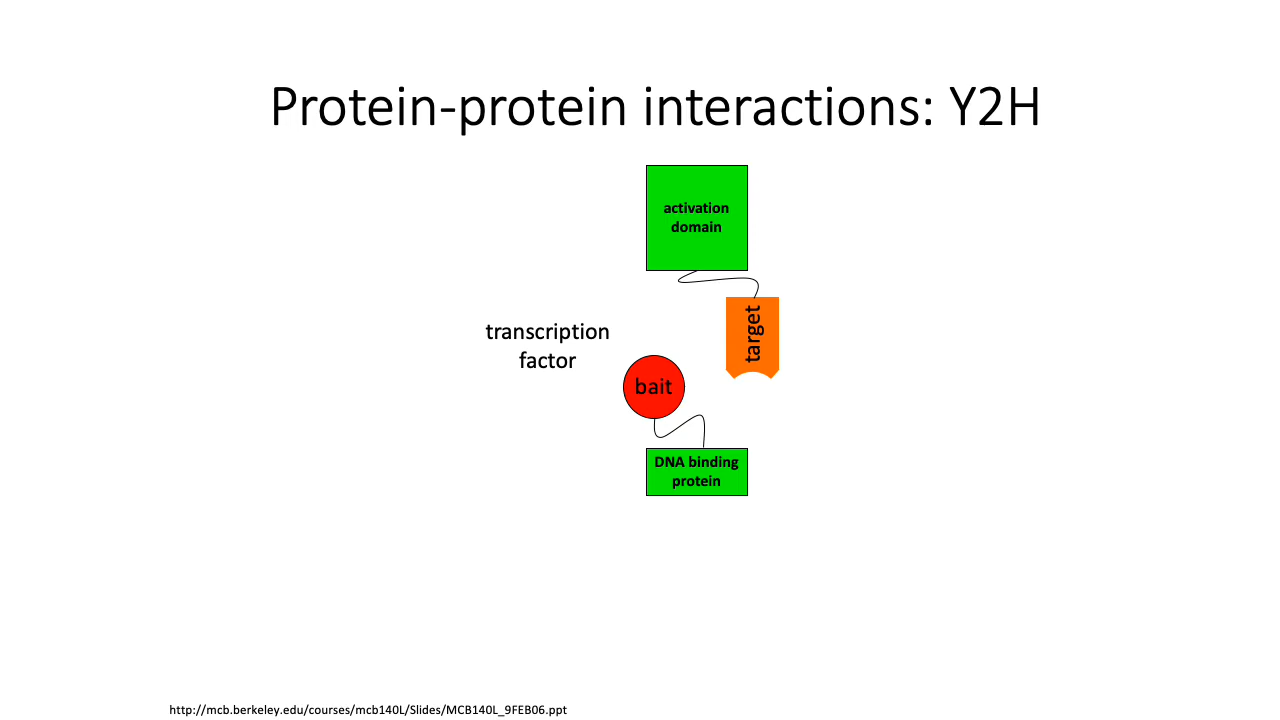 Protein-protein interactions: Y2H
activation
domain
target
transcription
factor
bait
DNA binding
protein
http://mcb.berkeley.edu/courses/mcb140L/Slides/MCB140L_9FEB06.ppt